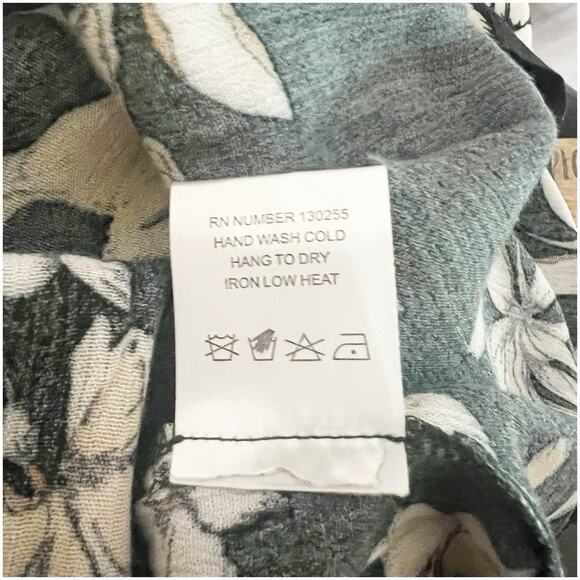 RN NUMBER 130255
HAND WASH COLD
HANG TO DRY
IRON LOW HEAT